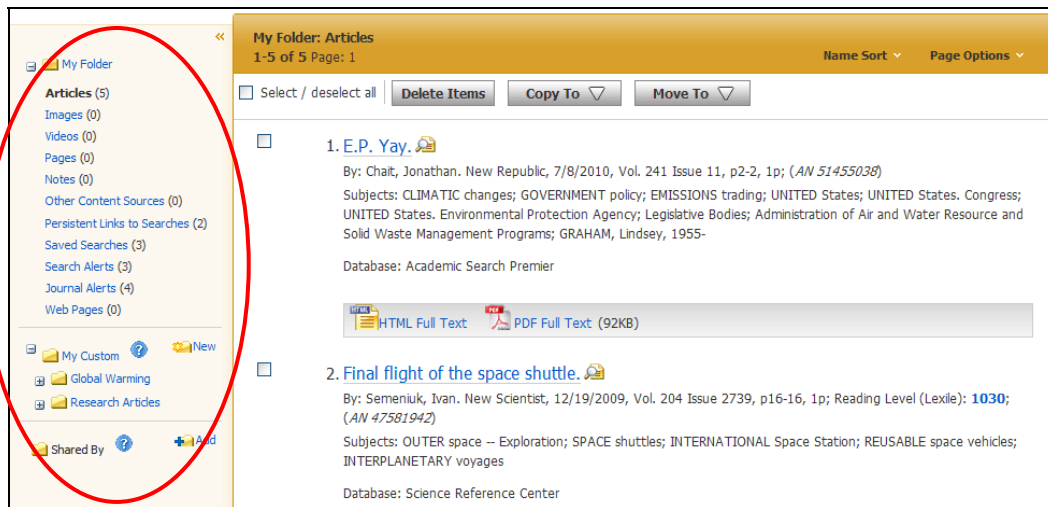 «
My Folder
Articles (5)
Images (0)
Videos (0)
Pages (0)
Notes (0)
Other Content Sources (0)
Persistent Links to Searches (2)
Saved Searches (3)
Search Alerts (3)
Journal Alerts (4)
Web Pages (0)
My Custom ? New
Global Warming
Research Articles
Shared By ? Add
My Folder: Articles
1-5 of 5 Page: 1
Name Sort Page Options
Select / deselect all Delete Items Copy To Move To
1. E.P. Yay.
By: Chait, Jonathan. New Republic, 7/8/2010, Vol. 241 Issue 11, p2-2, 1p; (AN 51455038)
Subjects: CLIMATIC changes; GOVERNMENT policy; EMISSIONS trading; UNITED States; UNITED States. Congress;
UNITED States. Environmental Protection Agency; Legislative Bodies; Administration of Air and Water Resource and
Solid Waste Management Programs; GRAHAM, Lindsey, 1955-
Database: Academic Search Premier
HTML HTML Full Text PDF PDF Full Text (92KB)
2. Final flight of the space shuttle.
By: Semeniuk, Ivan. New Scientist, 12/19/2009, Vol. 204 Issue 2739, p16-16, 1p; Reading Level (Lexile): 1030;
(AN 47581942)
Subjects: OUTER space -- Exploration; SPACE shuttles; INTERNATIONAL Space Station; REUSABLE space vehicles;
INTERPLANETARY voyages
Database: Science Reference Center